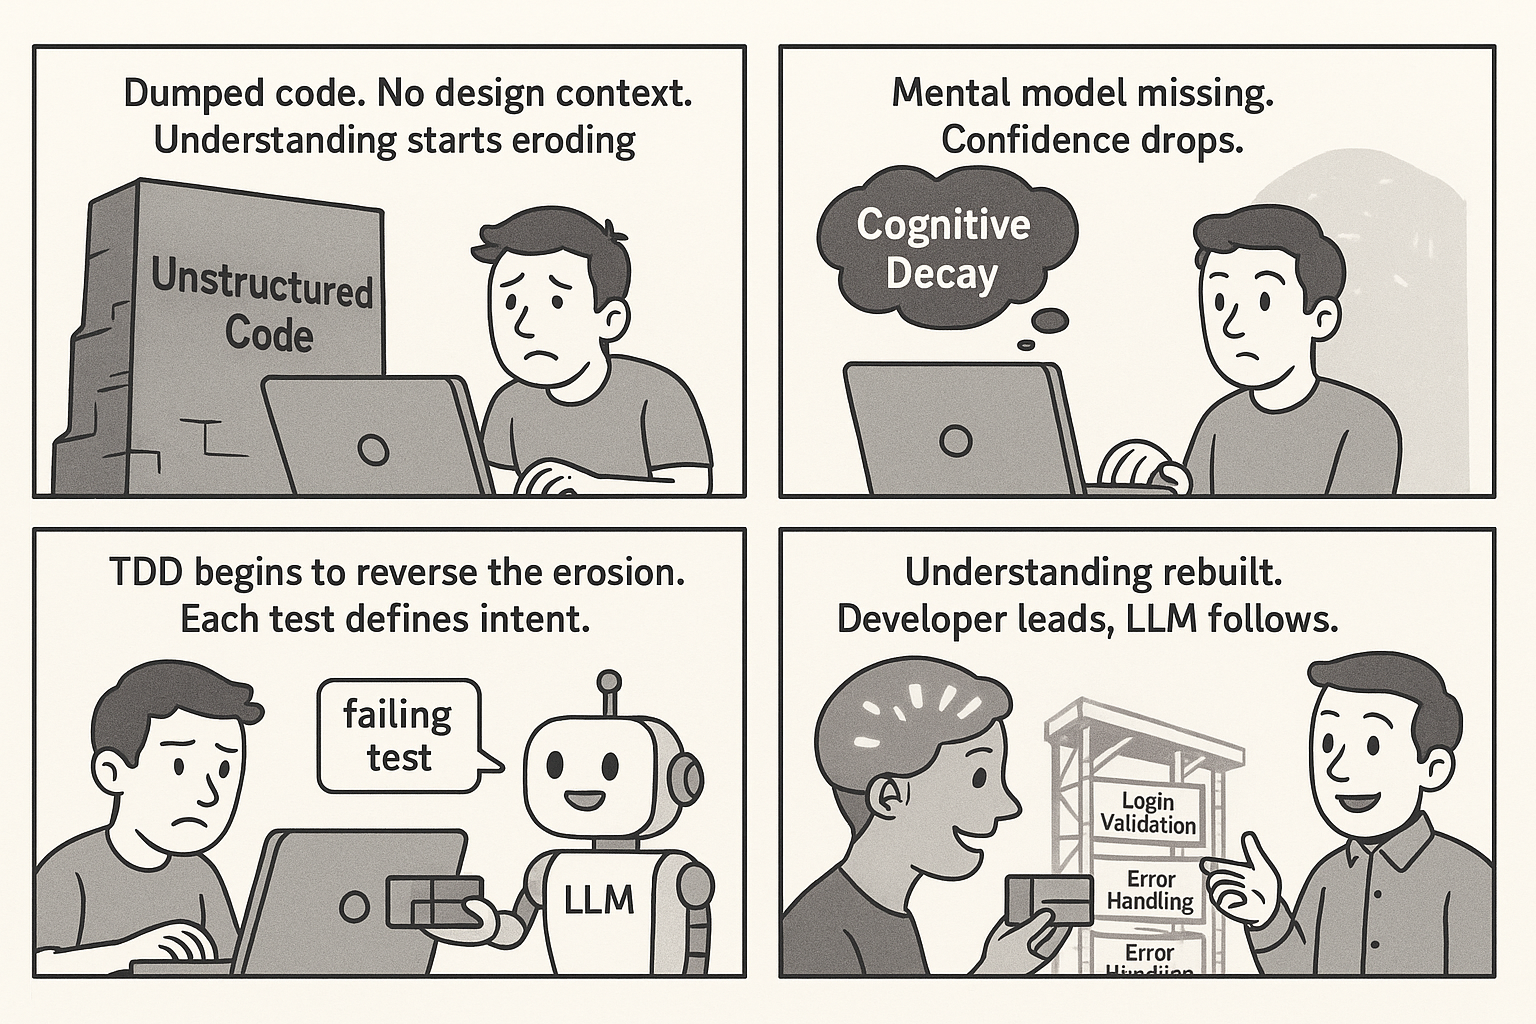 Dumped code. No design context.
Understanding starts eroding
Unstructured
Code
Mental model missing.
Confidence drops.
Cognitive
Decay
TDD begins to reverse the erosion.
Each test defines intent.
failing
test
LLM
Understanding rebuilt.
Developer leads, LLM follows.
Login
Validation
Error
Handling
Error